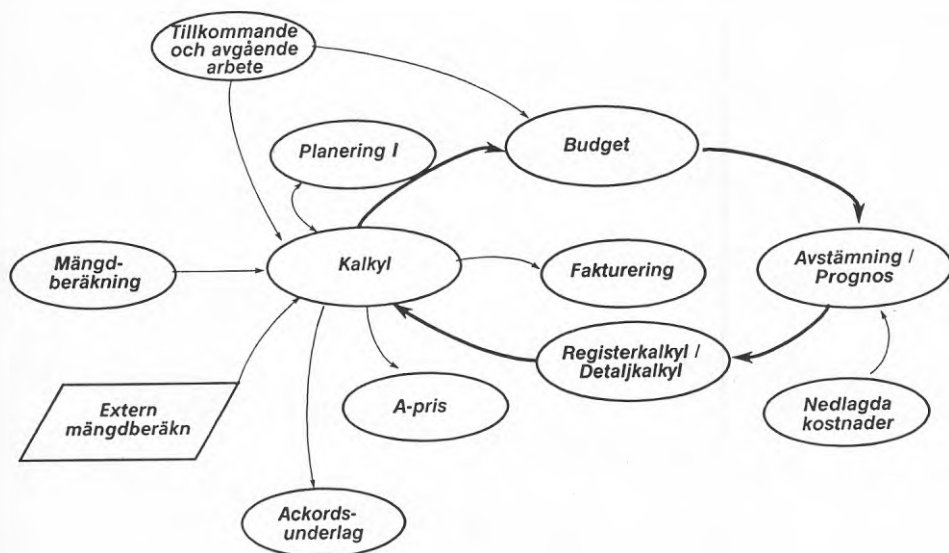 Tillkommande
och avgående
arbete
Planering I
Budget
Mängd-
beräkning
Kalkyl
Fakturering
Avstämning /
Prognos
Registerkalkyl /
Detaljkalkyl
Extern
mängdberäkn
A-pris
Nedlagda
kostnader
Ackords-
underlag